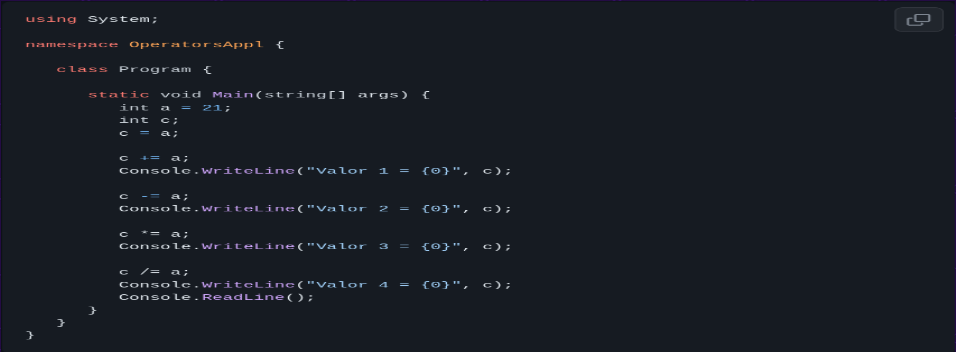 using System;
namespace OperatorsAppl {
class Program {
static void Main(string[] args) {
int a = 21;
int c;
c = a;
c += a;
Console.WriteLine("Valor 1 = {0}", c);
c -= a;
Console.WriteLine("Valor 2 = {0}", c);
c *= a;
Console.WriteLine("Valor 3 = {0}", c);
c /= a;
Console.WriteLine("Valor 4 = {0}", c);
Console.ReadLine();
}
}
}